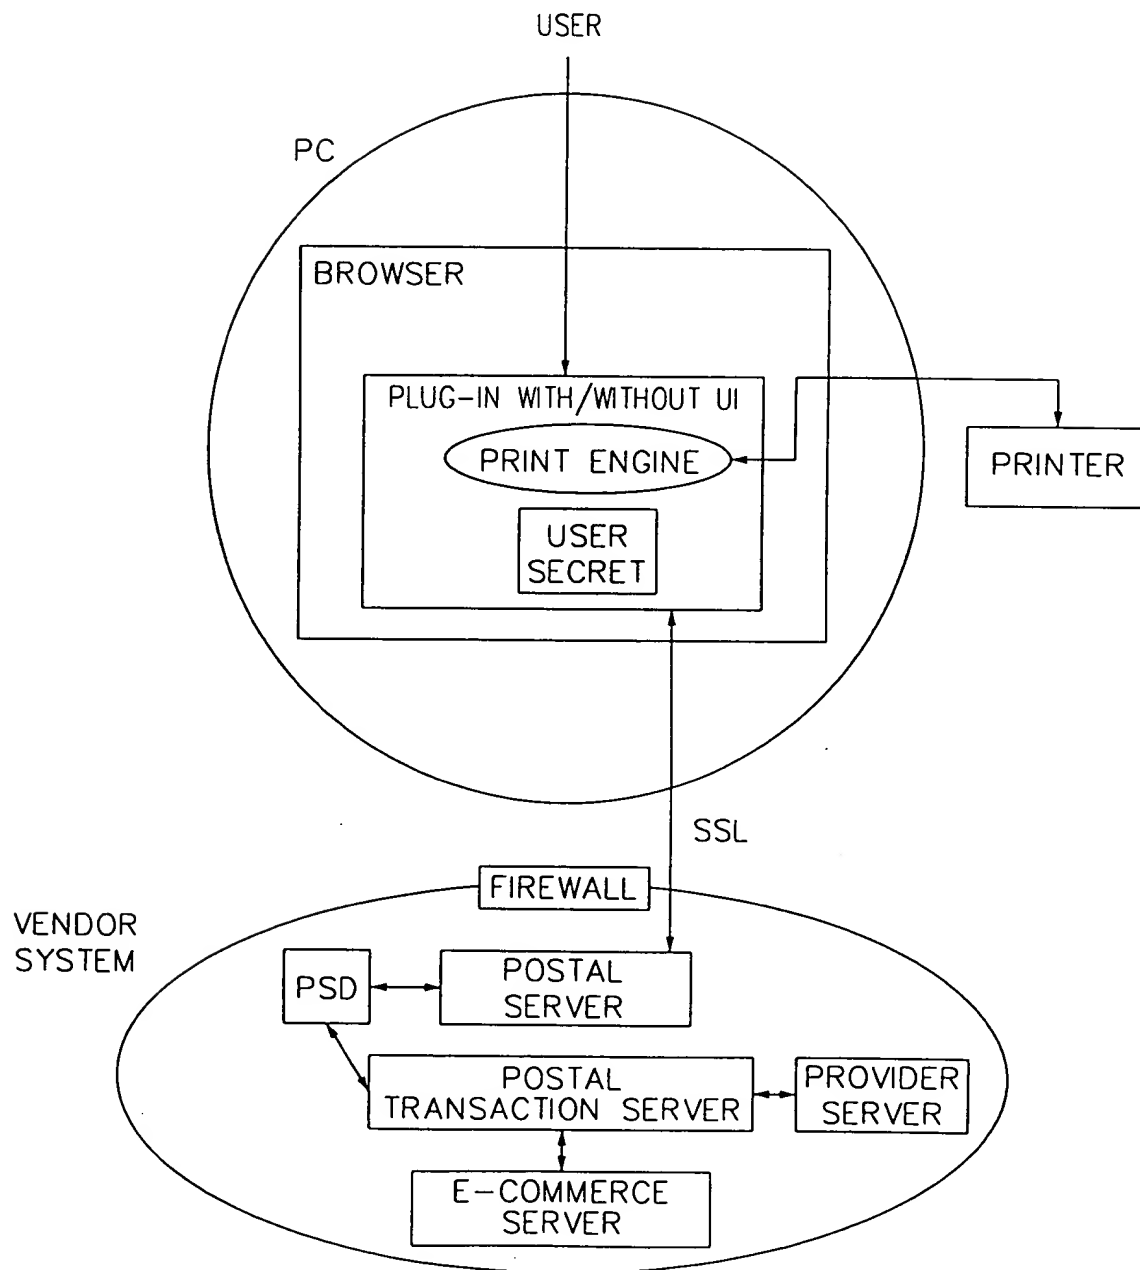 USER
PC
BROWSER
PLUG-IN WITH/WITHOUT UI
PRINT ENGINE
PRINTER
USER
SECRET
SSL
FIREWALL
VENDOR
SYSTEM
PSD
POSTAL
SERVER
POSTAL
TRANSACTION SERVER
PROVIDER
SERVER
E-COMMERCE
SERVER